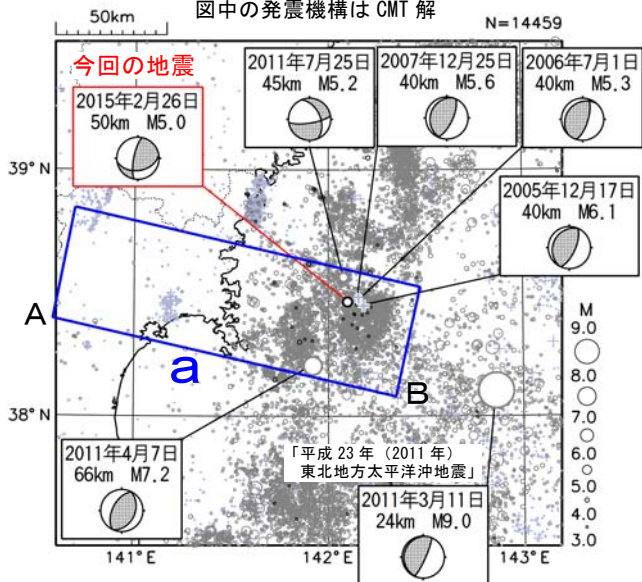 図中の発震機構は CMT 解
50km
N=14459
今回の地震
2015年2月26日
50km M5.0
2011年7月25日
45km M5.2
2007年12月25日
40km M5.6
2006年7月1日
40km M5.3
2005年12月17日
40km M6.1
39° N
A
a
B
38° N
M
9.0
8.0
7.0
6.0
5.0
4.0
3.0
2011年4月7日
66km M7.2
「平成 23 年(2011 年)
東北地方太平洋沖地震」
2011年3月11日
24km M9.0
141° E
142° E
143° E